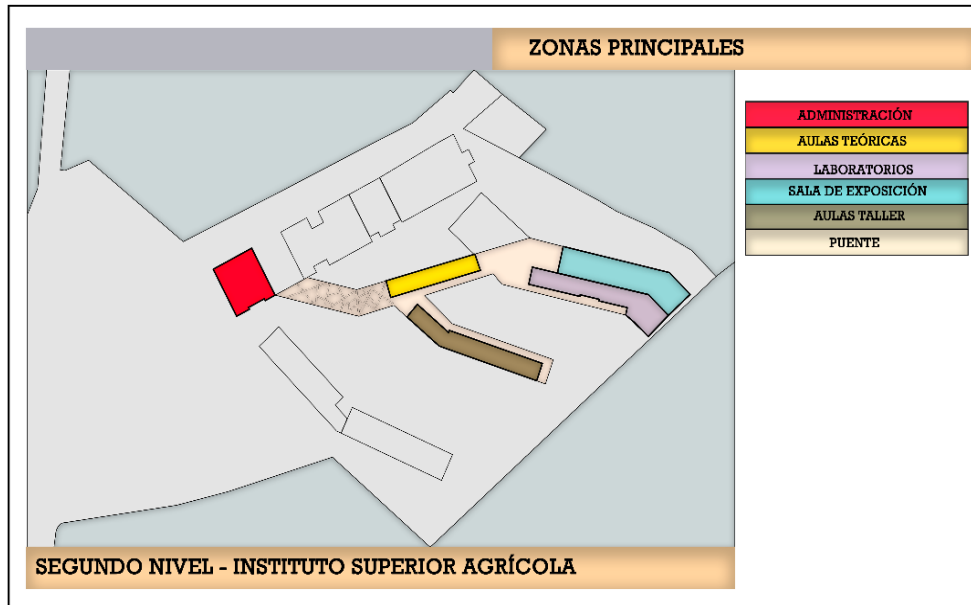 ZONAS PRINCIPALES
ADMINISTRACIÓN
AULAS TEÓRICAS
LABORATORIOS
SALA DE EXPOSICIÓN
AULAS TALLER
PUENTE
SEGUNDO NIVEL - INSTITUTO SUPERIOR AGRÍCOLA